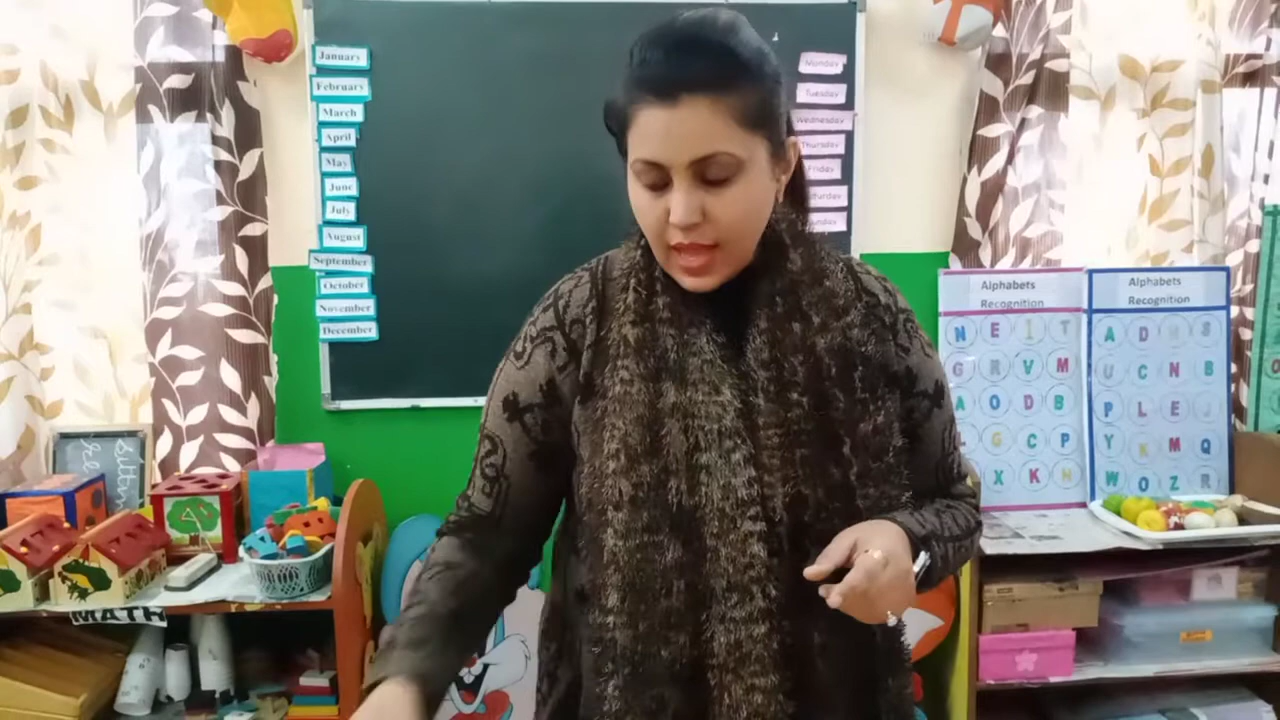 January
February
March
April
May
June
July
August
September
October
November
December
Monday
Tuesday
Wednesday
Thursday
Friday
Alphabets
Recognition
N E I T
G R V M
A O D B
L G C P
X K N
Alphabets
Recognition
A D S
U C N B
P L E J
Y K M Q
W O Z R
MATH